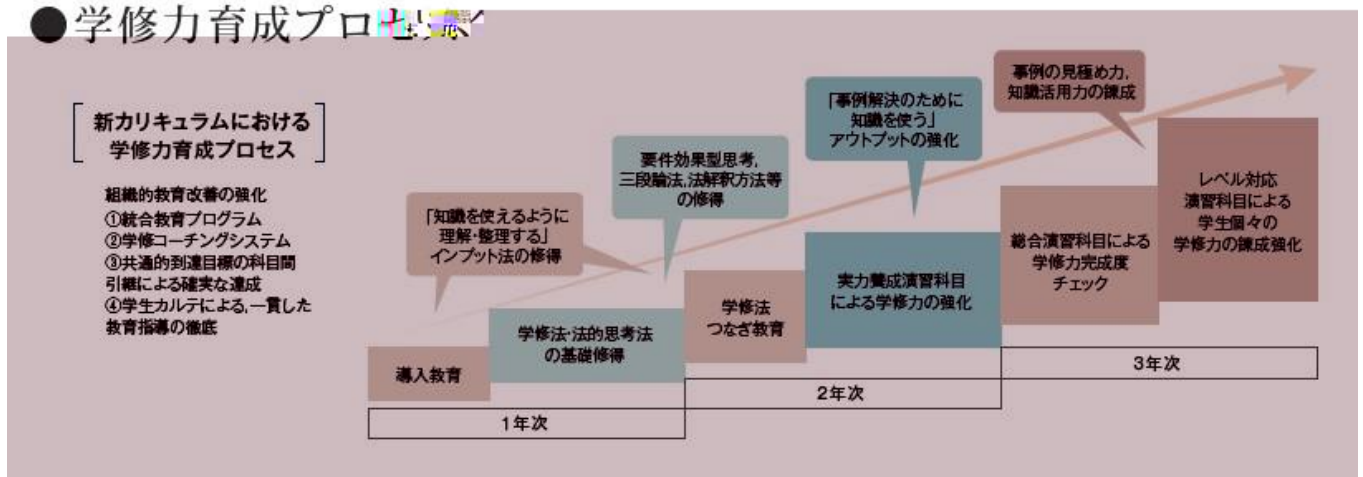 ●学修力育成プロセス
新カリキュラムにおける
学修力育成プロセス
組織的教育改善の強化
①統合教育プログラム
②学修コーチングシステム
③共通的到達目標の科目間
引継による確実な達成
④学生カルテによる,一貫した
教育指導の徹底
「知識を使えるように
理解・整理する」
インプット法の修得
要件効果型思考,
三段論法,法解釈方法等
の修得
「事例解決のために
知識を使う」
アウトプットの強化
事例の見極め力,
知識活用力の錬成
導入教育
学修法・法的思考法
の基礎修得
学修法
つなぎ教育
実力養成演習科目
による学修力の強化
総合演習科目による
学修力完成度
チェック
レベル対応
演習科目による
学生個々の
学修力の錬成強化
1年次
2年次
3年次